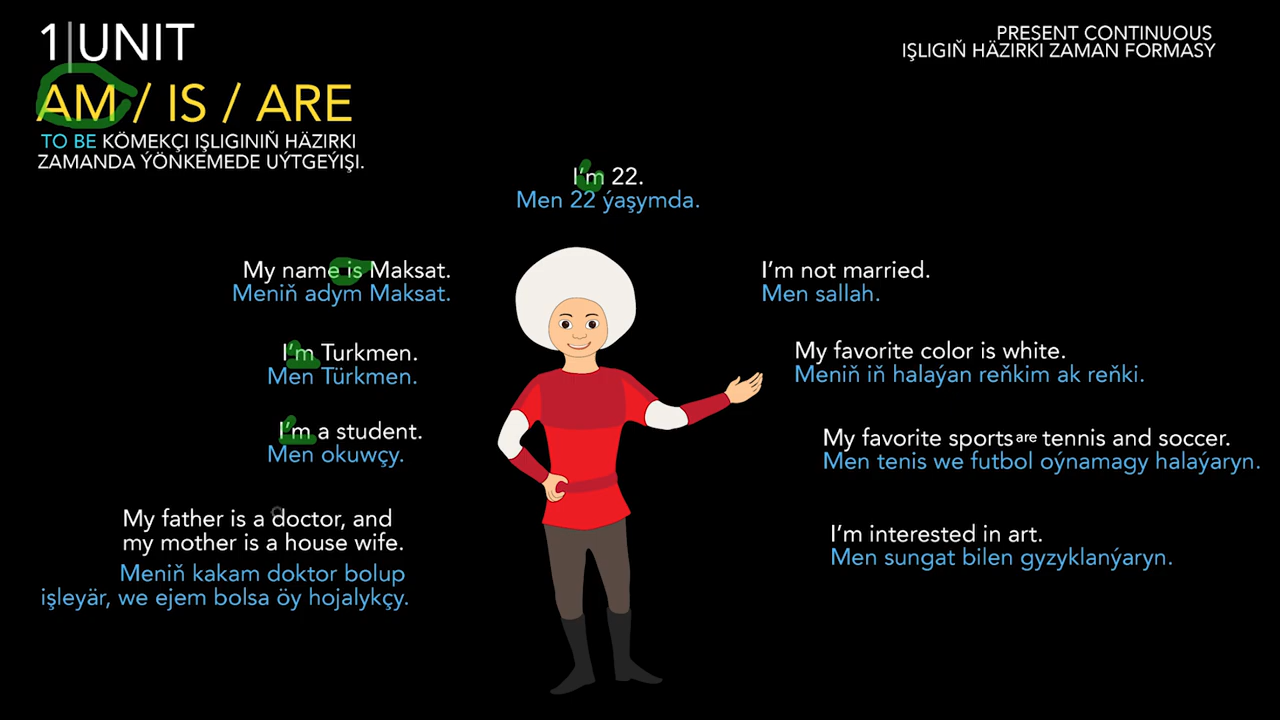 1|UNIT
AM / IS / ARE
TO BE KÖMEKÇI IŞLIGINIŇ HÄZIRKI
ZAMANDA ÝÖNKEMEDE UÝTGEÝIŞI.
PRESENT CONTINUOUS
IŞLIGIŇ HÄZIRKI ZAMAN FORMASY
I'm 22.
Men 22 ýaşymda.
My name is Maksat.
Meniň adym Maksat.
I'm Turkmen.
Men Türkmen.
I'm a student.
Men okuwçy.
My father is a doctor, and
my mother is a house wife.
Meniň kakam doktor bolup
işleýär, we ejem bolsa öý hojalykçy.
I'm not married.
Men sallah.
My favorite color is white.
Meniň iň halaýan reňkim ak reňki.
My favorite sports are tennis and soccer.
Men tenis we futbol oýnamagy halaýaryn.
I'm interested in art.
Men sungat bilen gyzyklanýaryn.